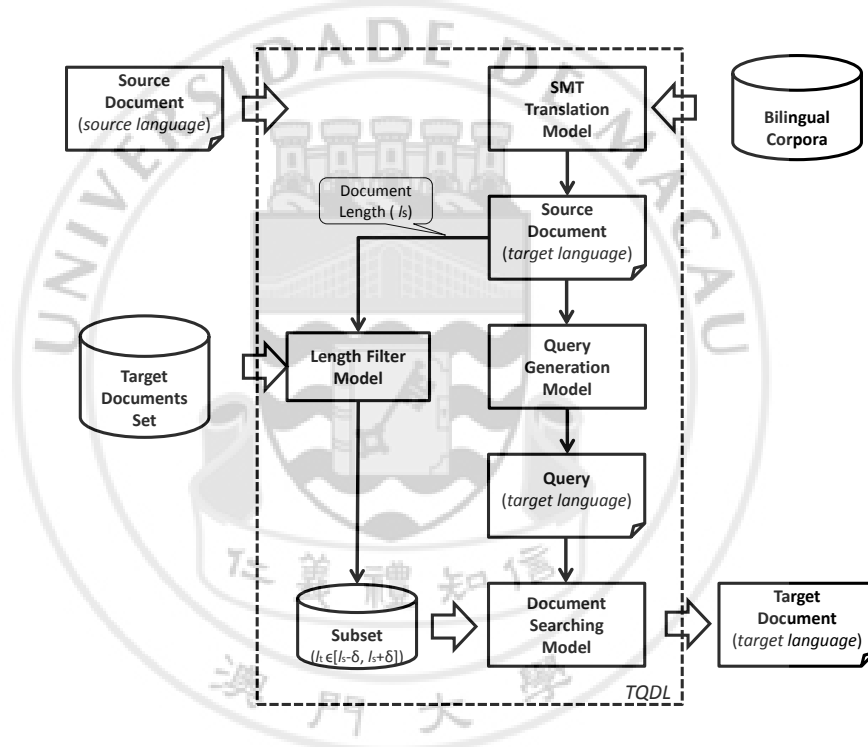 UNIVERSIDADE DE MACAU
Source
Document
(source language)
SMT
Translation
Model
Bilingual
Corpora
Document
Length ( ls)
Source
Document
(target language)
Target
Documents
Set
Length Filter
Model
Query
Generation
Model
Query
(target language)
仁義禮知信
Subset
(lt ϵ[ls-δ, ls+δ])
Document
Searching
Model
Target
Document
(target language)
TQDL
澳門大學